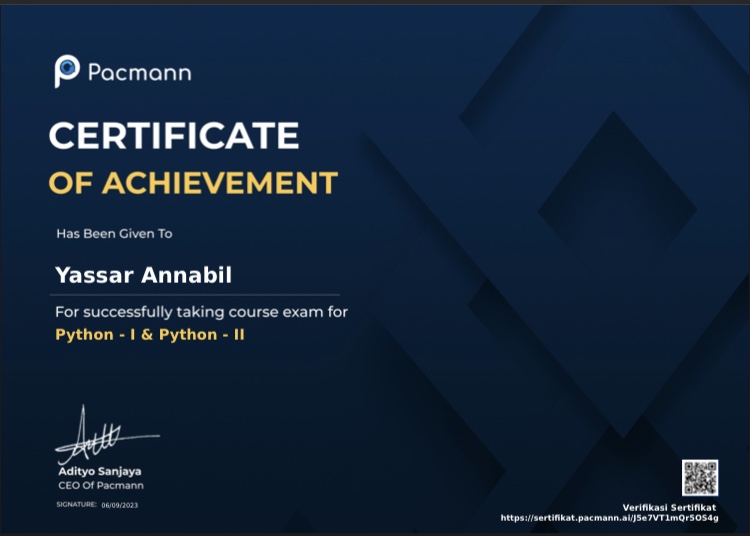 Pacmann
CERTIFICATE
OF ACHIEVEMENT
Has Been Given To
Yassar Annabil
For successfully taking course exam for
Python - I & Python - II
Adityo Sanjaya
CEO Of Pacmann
SIGNATURE: 06/09/2023
Verifikasi Sertifikat
https://sertifikat.pacmann.ai/J5e7VT1mQr5OS4g